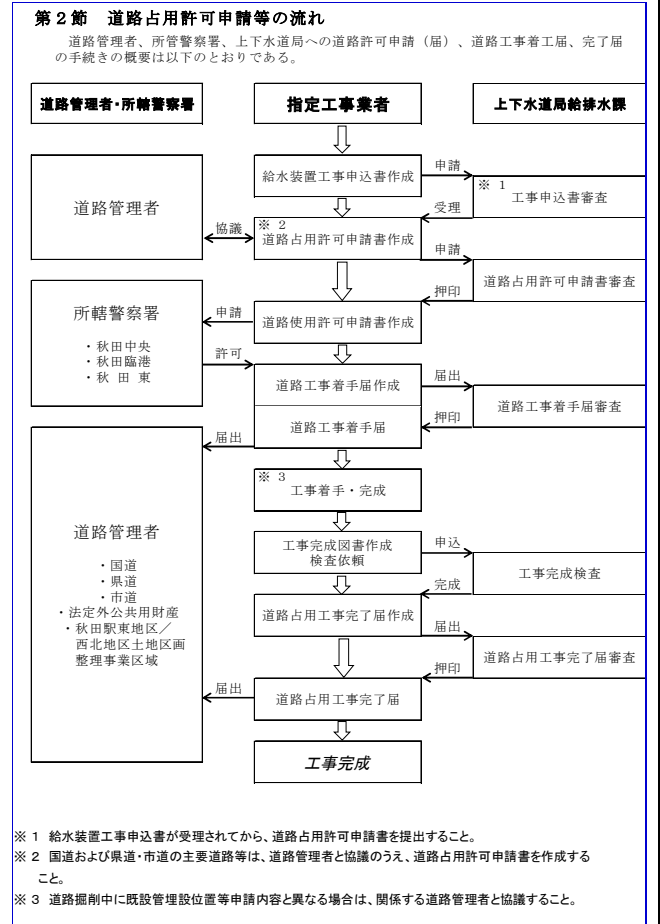 第２節　道路占用許可申請等の流れ
道路管理者、所管警察署、上下水道局への道路許可申請（届）、道路工事着工届、完了届
の手続きの概要は以下のとおりである。
道路管理者・所轄警察署
指定工事業者
上下水道局給排水課
給水装置工事申込書作成
申請
※ 1
工事申込書審査
受理
道路管理者
協議
※ 2
道路占用許可申請書作成
申請
道路占用許可申請書審査
押印
所轄警察署
・秋田中央
・秋田臨港
・秋 田 東
申請
道路使用許可申請書作成
許可
道路工事着手届作成
届出
道路工事着手届審査
道路工事着手届
押印
届出
※ 3
工事着手・完成
道路管理者
・国道
・県道
・市道
・法定外公共用財産
・秋田駅東地区／
西北地区土地区画
整理事業区域
工事完成図書作成
検査依頼
申込
工事完成検査
完成
道路占用工事完了届作成
届出
道路占用工事完了届審査
押印
届出
道路占用工事完了届
工事完成
※ 1 給水装置工事申込書が受理されてから、道路占用許可申請書を提出すること。
※ 2 国道および県道・市道の主要道路等は、道路管理者と協議のうえ、道路占用許可申請書を作成する
こと。
※ 3 道路掘削中に既設管埋設位置等申請内容と異なる場合は、関係する道路管理者と協議すること。